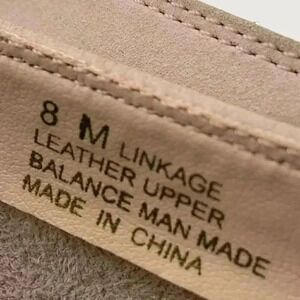 8 M LINKAGE
LEATHER UPPER
BALANCE MAN MADE
MADE IN CHINA